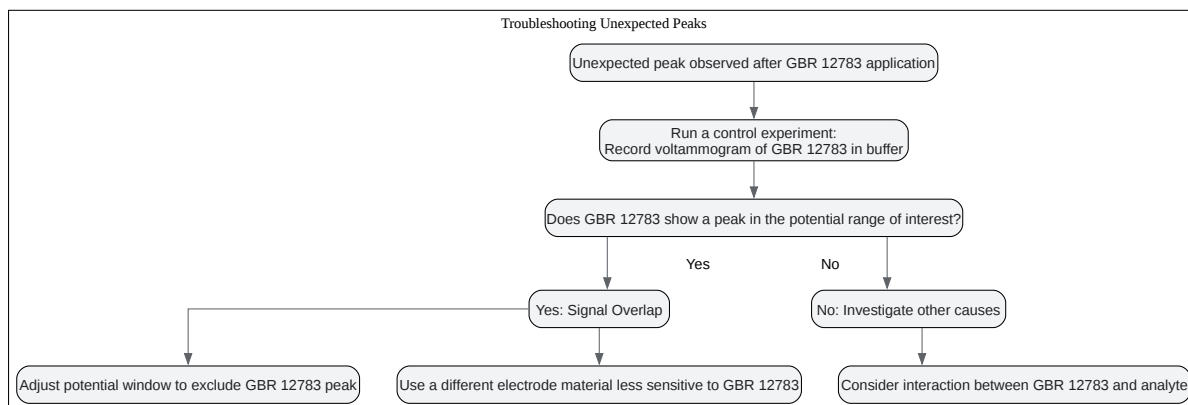 Troubleshooting Unexpected Peaks
Unexpected peak observed after GBR 12783 application
Run a control experiment:
Record voltammogram of GBR 12783 in buffer
Does GBR 12783 show a peak in the potential range of interest?
Yes
No
Yes: Signal Overlap
No: Investigate other causes
Adjust potential window to exclude GBR 12783 peak
Use a different electrode material less sensitive to GBR 12783
Consider interaction between GBR 12783 and analyte